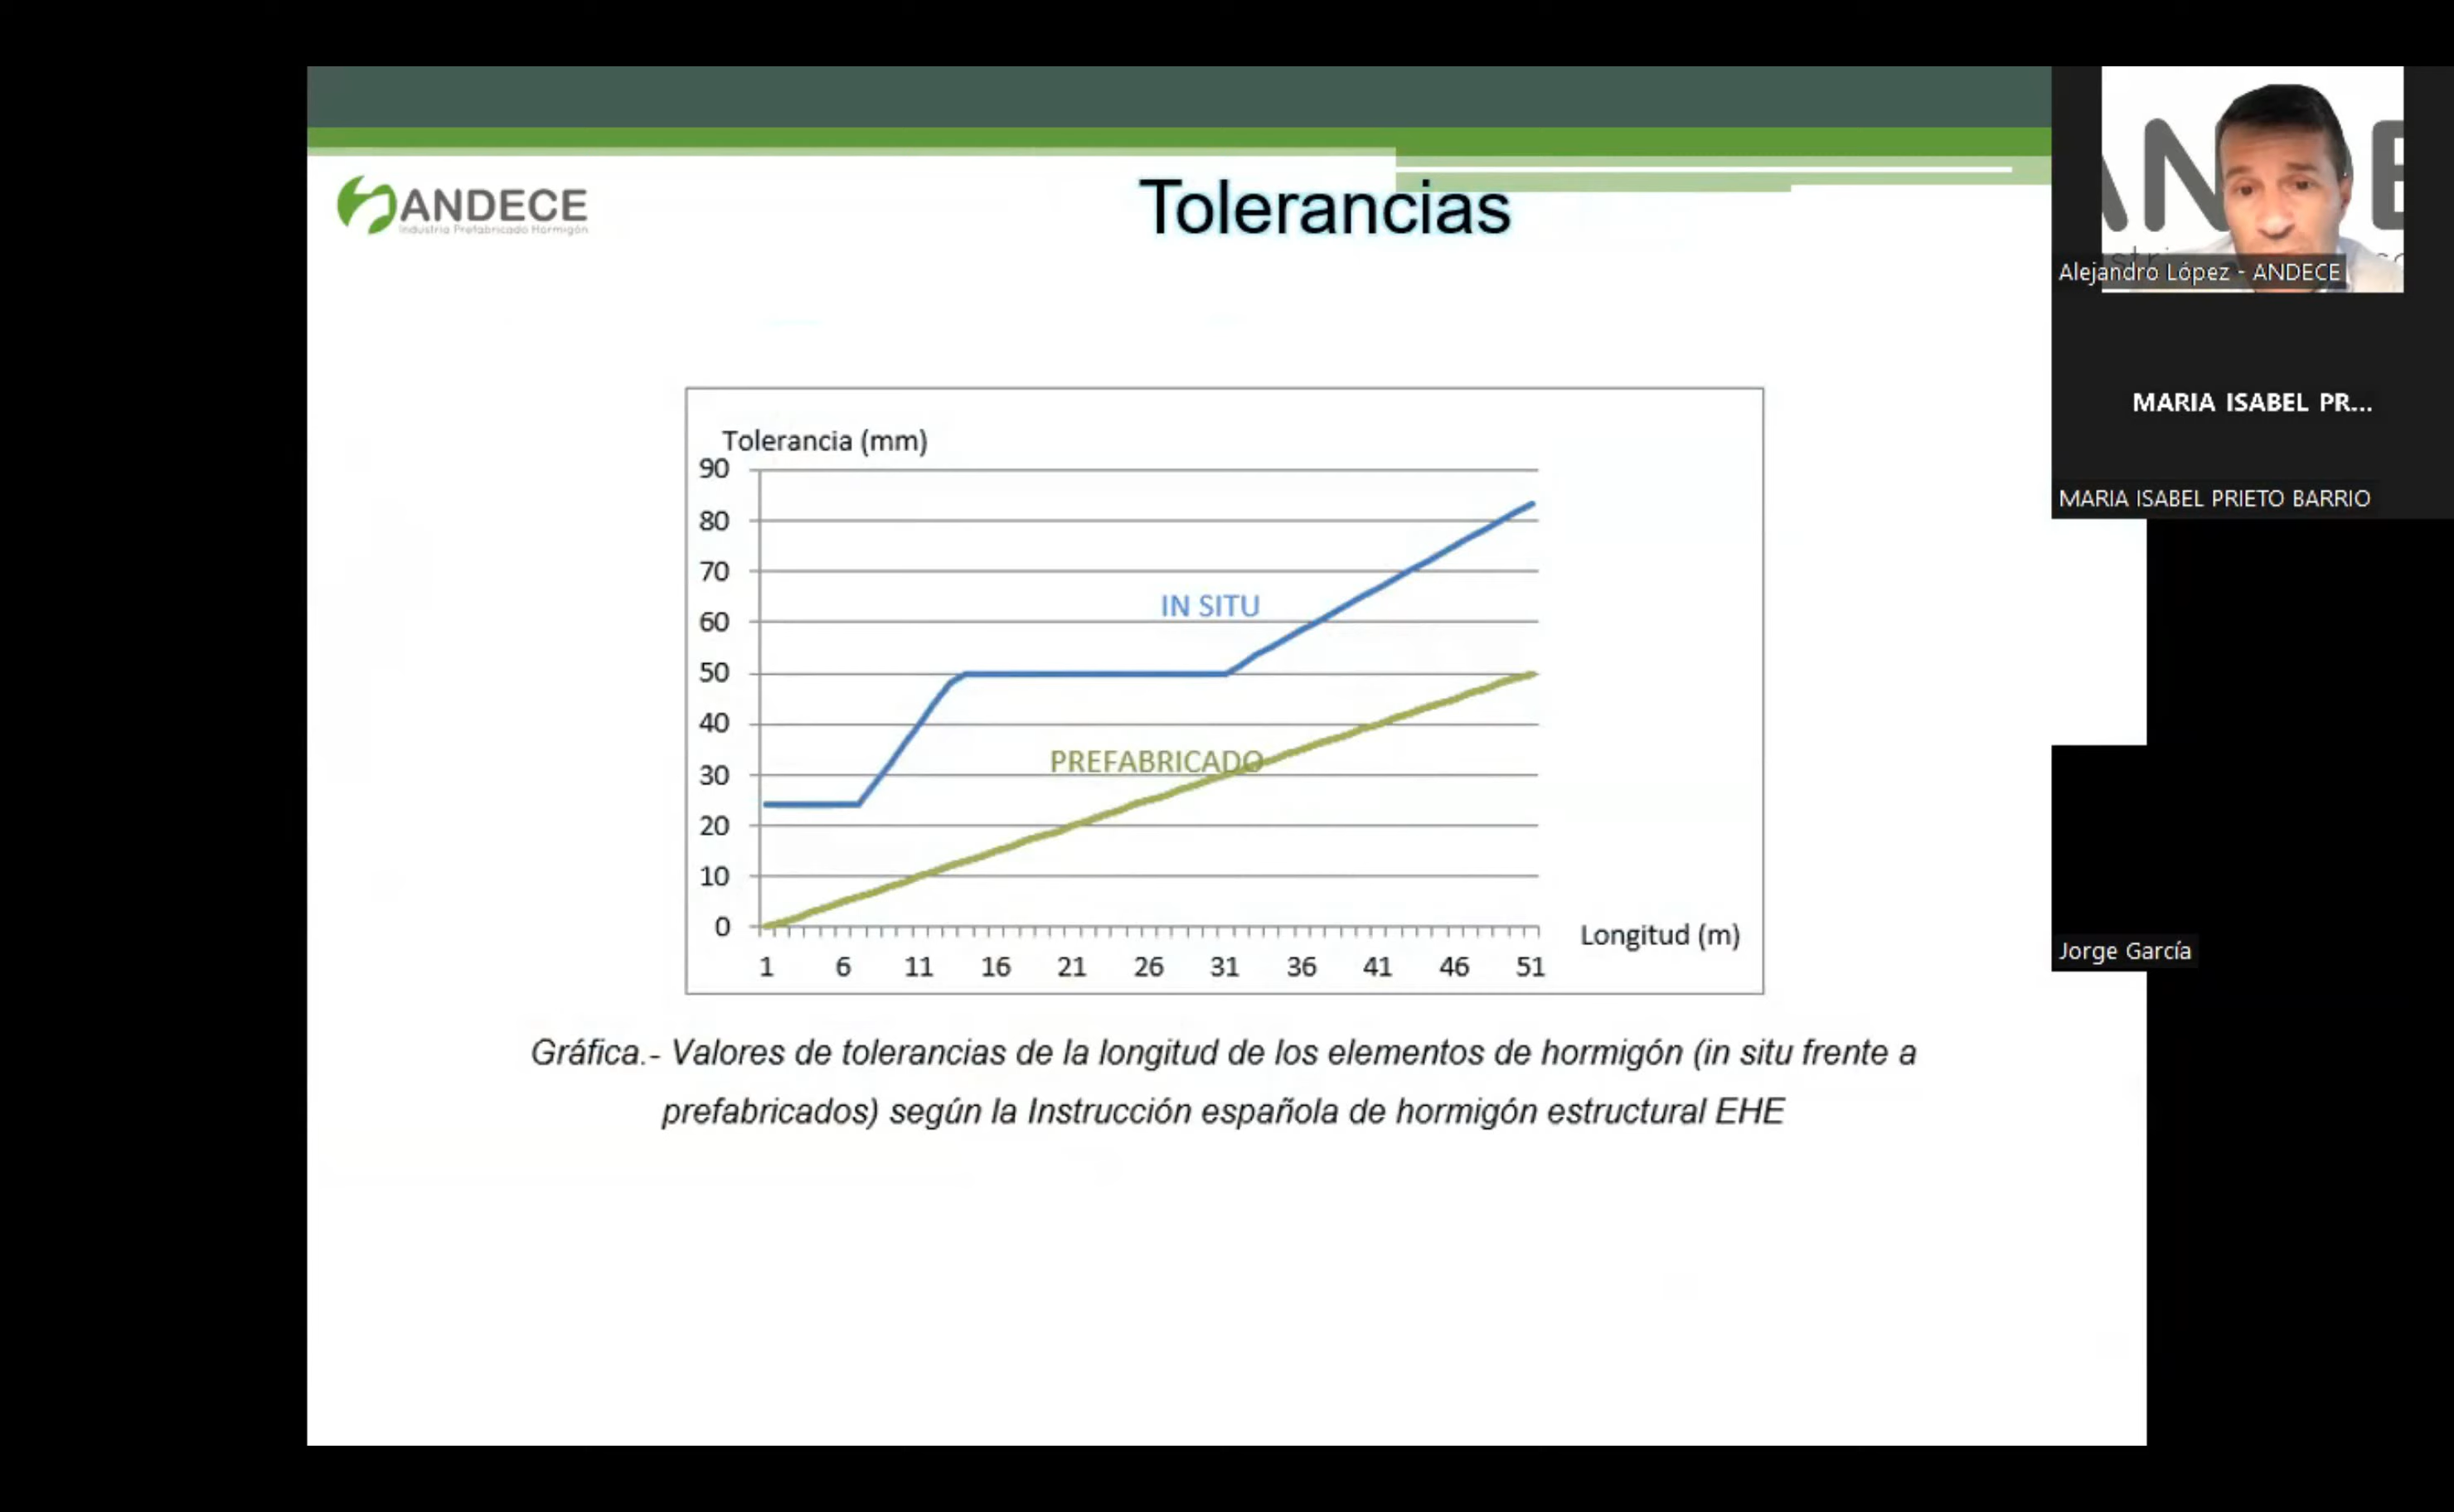 ANDECE
Industria Prefabricado Hormigón
Tolerancias
Alejandro López - ANDECE
MARIA ISABEL PR...
MARIA ISABEL PRIETO BARRIO
Jorge García
Tolerancia (mm)
90
80
70
60
50
40
30
20
10
0
IN SITU
PREFABRICADO
Longitud (m)
1 6 11 16 21 26 31 36 41 46 51
Gráfica.- Valores de tolerancias de la longitud de los elementos de hormigón (in situ frente a
prefabricados) según la Instrucción española de hormigón estructural EHE